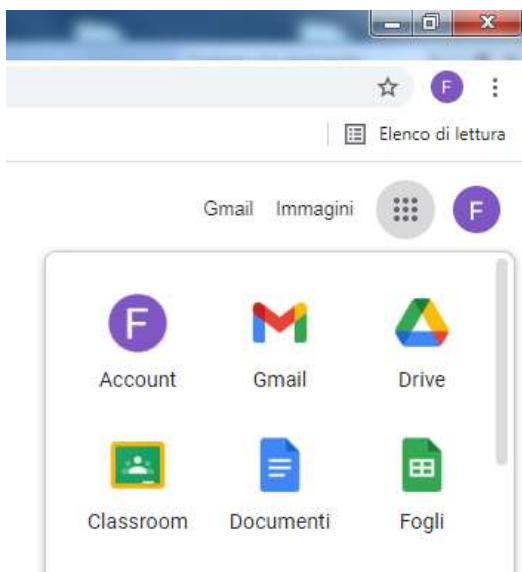 F
Elenco di lettura
Gmail Immagini F
F
Account Gmail Drive
Classroom Documenti Fogli